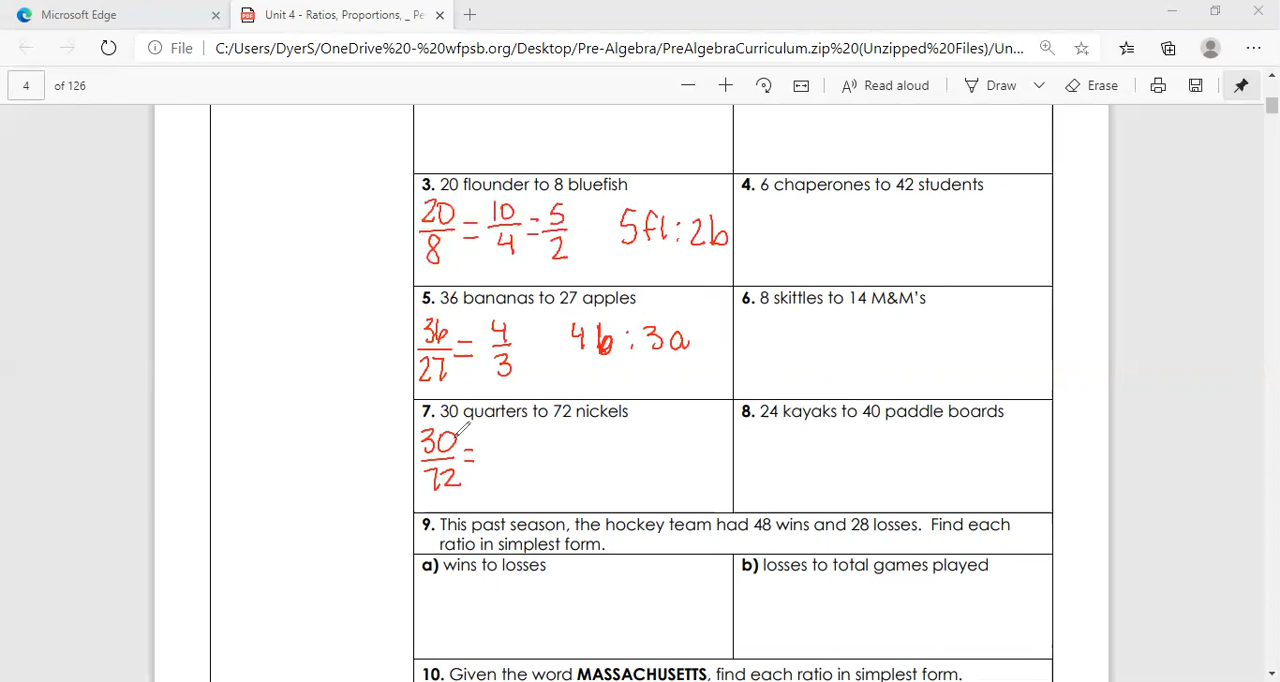 Microsoft Edge
Unit 4 - Ratios, Proportions, _ Pe
File
C:/Users/DyerS/OneDrive%20-%20wfpsb.org/Desktop/Pre-Algebra/PreAlgebraCurriculum.zip%20(Unzipped%20Files)/Un...
4 of 126
Read aloud
Draw
Erase
3. 20 flounder to 8 bluefish
20/8 = 10/4 = 5/2 5fl : 2b
4. 6 chaperones to 42 students
5. 36 bananas to 27 apples
36/27 = 4/3 4b : 3a
6. 8 skittles to 14 M&M's
7. 30 quarters to 72 nickels
30/72 =
8. 24 kayaks to 40 paddle boards
9. This past season, the hockey team had 48 wins and 28 losses. Find each
ratio in simplest form.
a) wins to losses
b) losses to total games played
10. Given the word MASSACHUSETTS, find each ratio in simplest form.